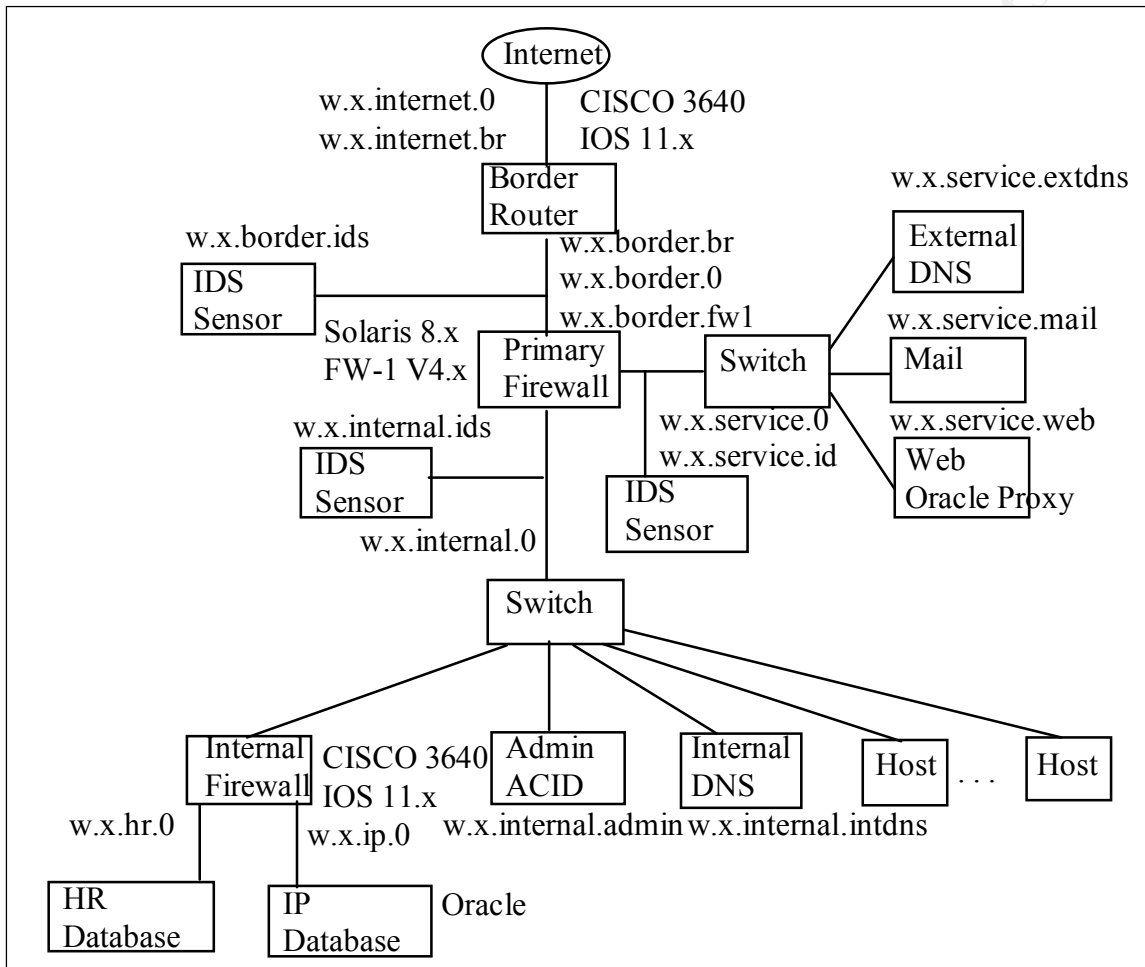 Internet
w.x.internet.0
w.x.internet.br
CISCO 3640
IOS 11.x
Border
Router
w.x.service.extdns
External
DNS
w.x.border.ids
IDS
Sensor
w.x.border.br
w.x.border.0
w.x.border.fw1
Solaris 8.x
FW-1 V4.x
Primary
Firewall
Switch
w.x.service.mail
Mail
w.x.service.web
Web
Oracle Proxy
w.x.service.0
w.x.service.id
IDS
Sensor
w.x.internal.ids
IDS
Sensor
w.x.internal.0
Switch
Internal
Firewall
CISCO 3640
IOS 11.x
Admin
ACID
Internal
DNS
Host
. . .
Host
w.x.hr.0
w.x.ip.0
w.x.internal.admin
w.x.internal.intdns
HR
Database
IP
Database
Oracle